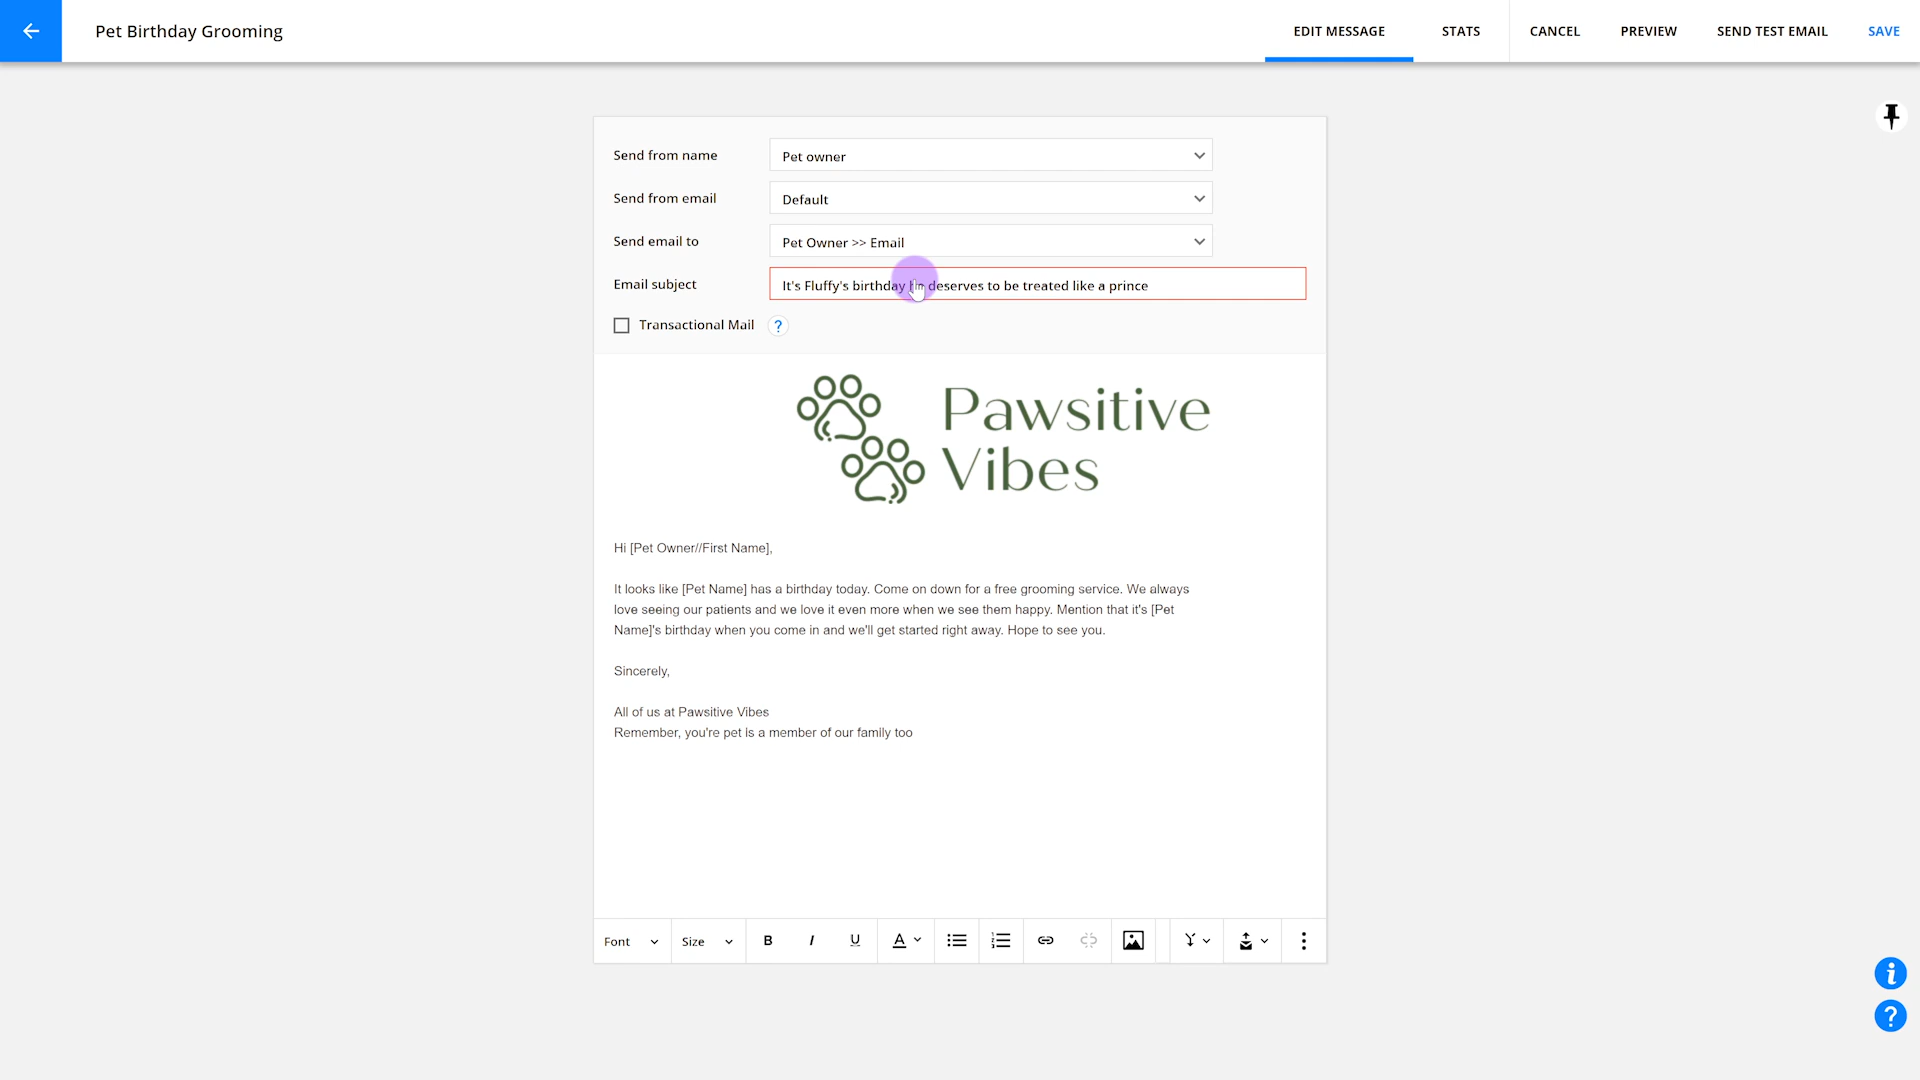 Pet Birthday Grooming
EDIT MESSAGE
STATS
CANCEL
PREVIEW
SEND TEST EMAIL
SAVE
Send from name
Pet owner
Send from email
Default
Send email to
Pet Owner >> Email
Email subject
It's Fluffy's birthday deserves to be treated like a prince
Transactional Mail
?
Pawsitive
Vibes
Hi [Pet Owner//First Name],
It looks like [Pet Name] has a birthday today. Come on down for a free grooming service. We always
love seeing our patients and we love it even more when we see them happy. Mention that it's [Pet
Name]'s birthday when you come in and we'll get started right away. Hope to see you.
Sincerely,
All of us at Pawsitive Vibes
Remember, you're pet is a member of our family too
Font
Size
B
I
U
A
i
?